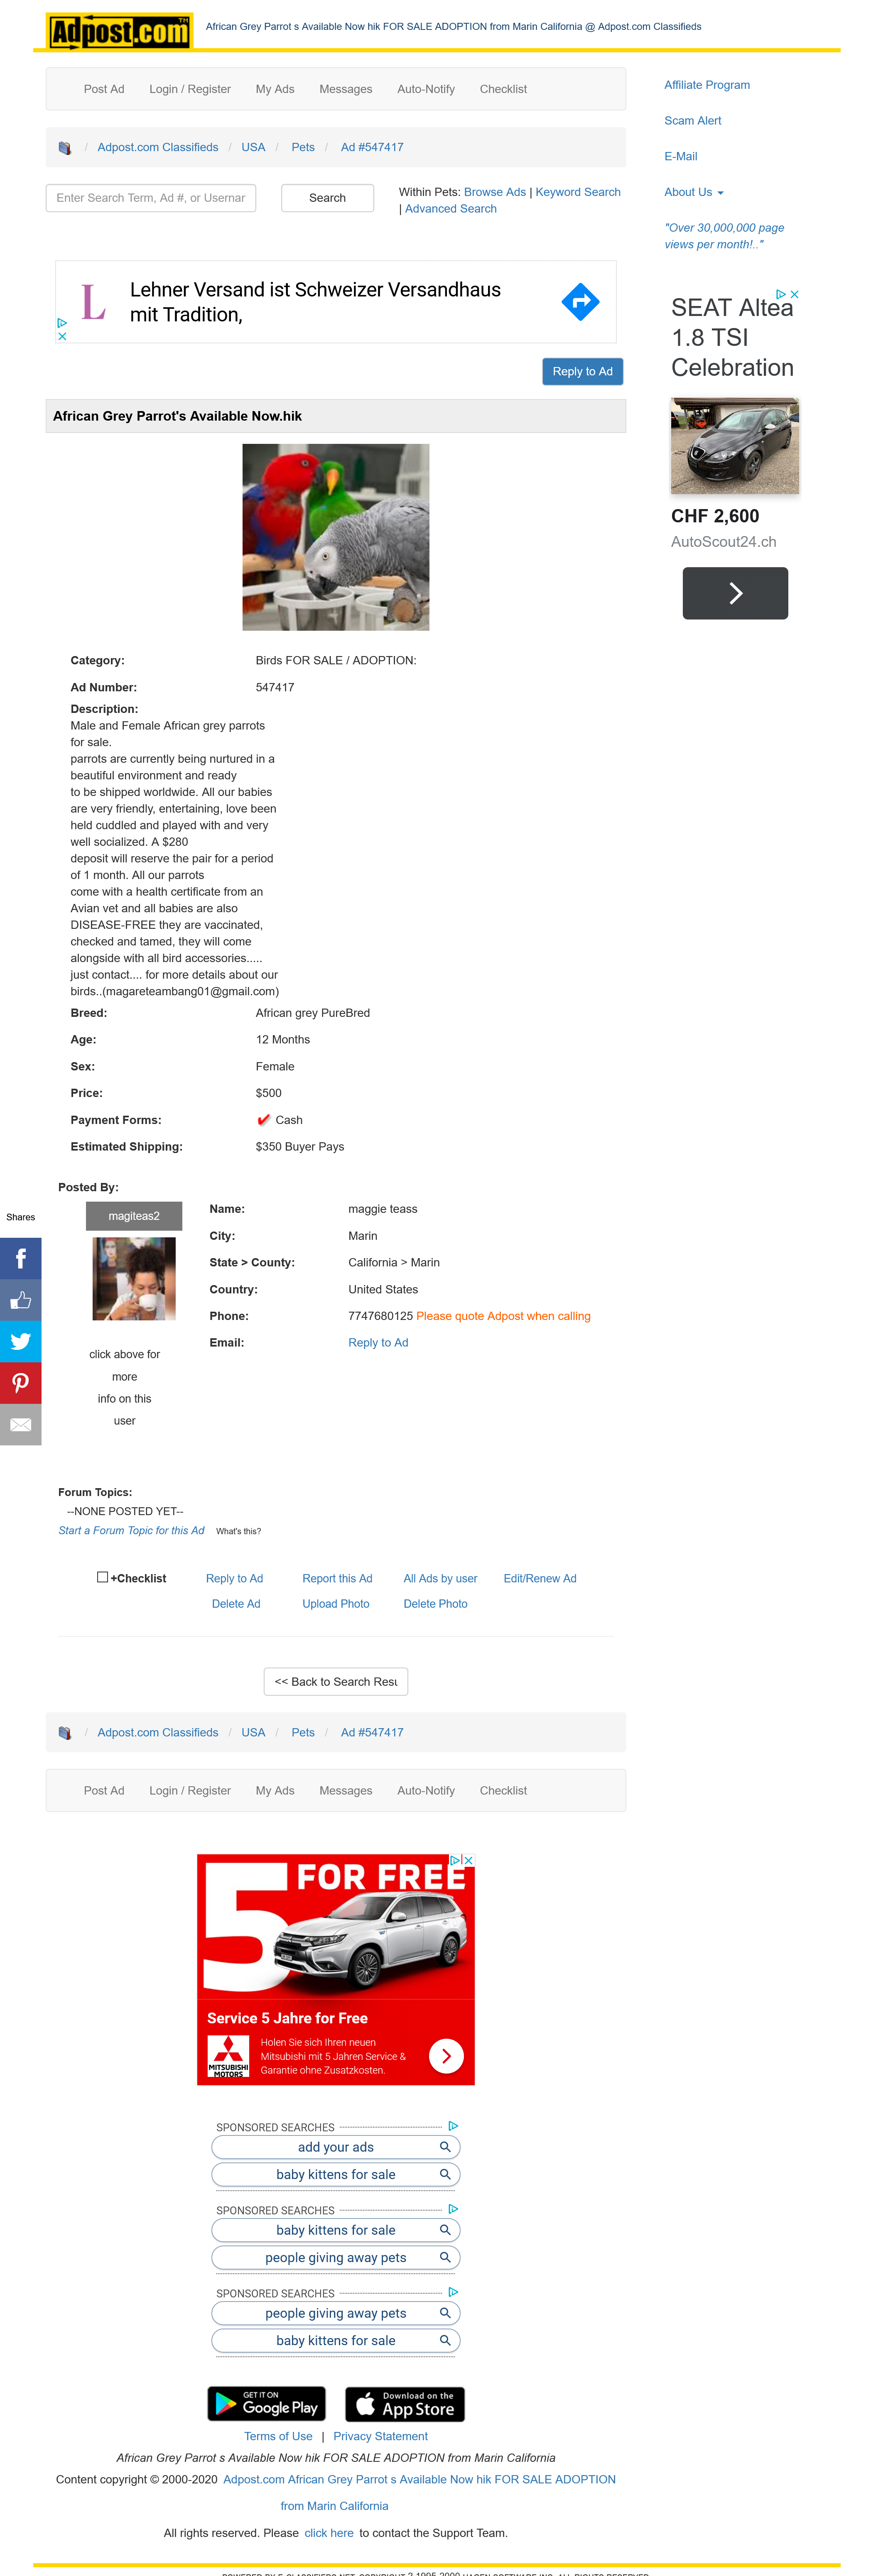 Adpost.com TM
African Grey Parrot s Available Now hik FOR SALE ADOPTION from Marin California @ Adpost.com Classifieds
Post Ad Login / Register My Ads Messages Auto-Notify Checklist
/ Adpost.com Classifieds / USA / Pets / Ad #547417
Enter Search Term, Ad #, or Usernar
Search
Within Pets: Browse Ads | Keyword Search
| Advanced Search
Affiliate Program
Scam Alert
E-Mail
About Us
"Over 30,000,000 page
views per month!.."
L
Lehner Versand ist Schweizer Versandhaus
mit Tradition,
SEAT Altea
1.8 TSI
Celebration
CHF 2,600
AutoScout24.ch
Reply to Ad
African Grey Parrot's Available Now.hik
Category: Birds FOR SALE / ADOPTION:
Ad Number: 547417
Description:
Male and Female African grey parrots
for sale.
parrots are currently being nurtured in a
beautiful environment and ready
to be shipped worldwide. All our babies
are very friendly, entertaining, love been
held cuddled and played with and very
well socialized. A $280
deposit will reserve the pair for a period
of 1 month. All our parrots
come with a health certificate from an
Avian vet and all babies are also
DISEASE-FREE they are vaccinated,
checked and tamed, they will come
alongside with all bird accessories.....
just contact.... for more details about our
birds..(magareteambang01@gmail.com)
Breed: African grey PureBred
Age: 12 Months
Sex: Female
Price: $500
Payment Forms: Cash
Estimated Shipping: $350 Buyer Pays
Posted By:
Shares
magiteas2
click above for
more
info on this
user
Name: maggie teass
City: Marin
State > County: California > Marin
Country: United States
Phone: 7747680125 Please quote Adpost when calling
Email: Reply to Ad
Forum Topics:
--NONE POSTED YET--
Start a Forum Topic for this Ad What's this?
+Checklist Reply to Ad Report this Ad All Ads by user Edit/Renew Ad
Delete Ad Upload Photo Delete Photo
<< Back to Search Resu
/ Adpost.com Classifieds / USA / Pets / Ad #547417
Post Ad Login / Register My Ads Messages Auto-Notify Checklist
5 FOR FREE
Service 5 Jahre for Free
MITSUBISHI
MOTORS
Holen Sie sich Ihren neuen
Mitsubishi mit 5 Jahren Service &
Garantie ohne Zusatzkosten.
SPONSORED SEARCHES
add your ads
baby kittens for sale
SPONSORED SEARCHES
baby kittens for sale
people giving away pets
SPONSORED SEARCHES
people giving away pets
baby kittens for sale
GET IT ON
Google Play
Download on the
App Store
Terms of Use | Privacy Statement
African Grey Parrot s Available Now hik FOR SALE ADOPTION from Marin California
Content copyright © 2000-2020 Adpost.com African Grey Parrot s Available Now hik FOR SALE ADOPTION
from Marin California
All rights reserved. Please click here to contact the Support Team.